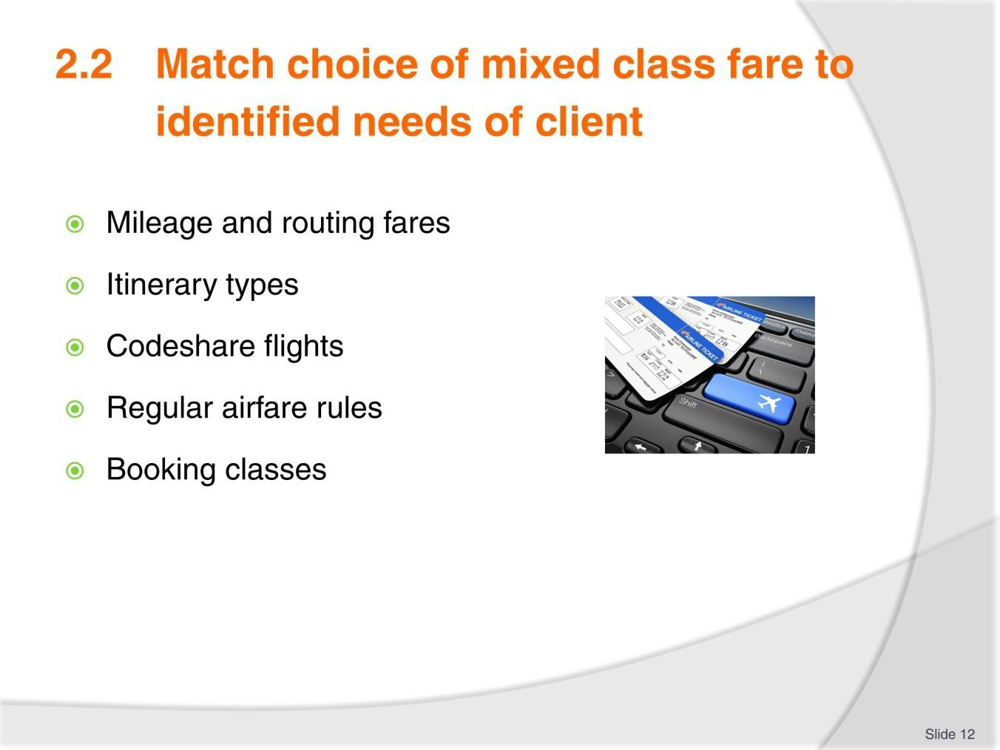 2.2 Match choice of mixed class fare to
identified needs of client
Mileage and routing fares
Itinerary types
Codeshare flights
Regular airfare rules
Booking classes
AIRLINE TICKET
AIRLINE TICKET
Delete
Backspace
Shift
Slide 12